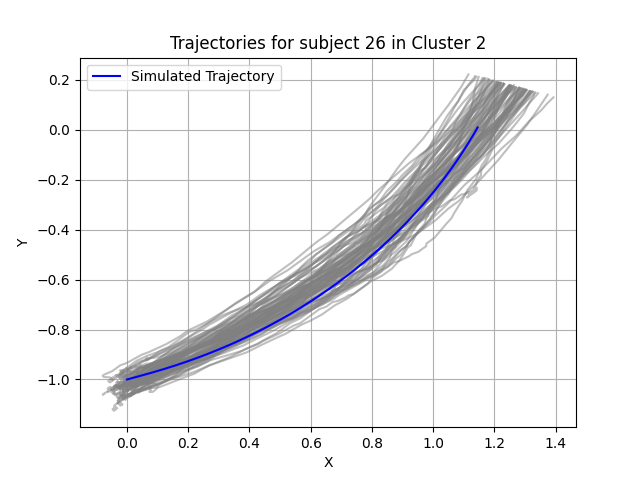 Trajectories for subject 26 in Cluster 2
Simulated Trajectory
0.2
0.0
−0.2
−0.4
−0.6
−0.8
−1.0
Y
0.0 0.2 0.4 0.6 0.8 1.0 1.2 1.4
X